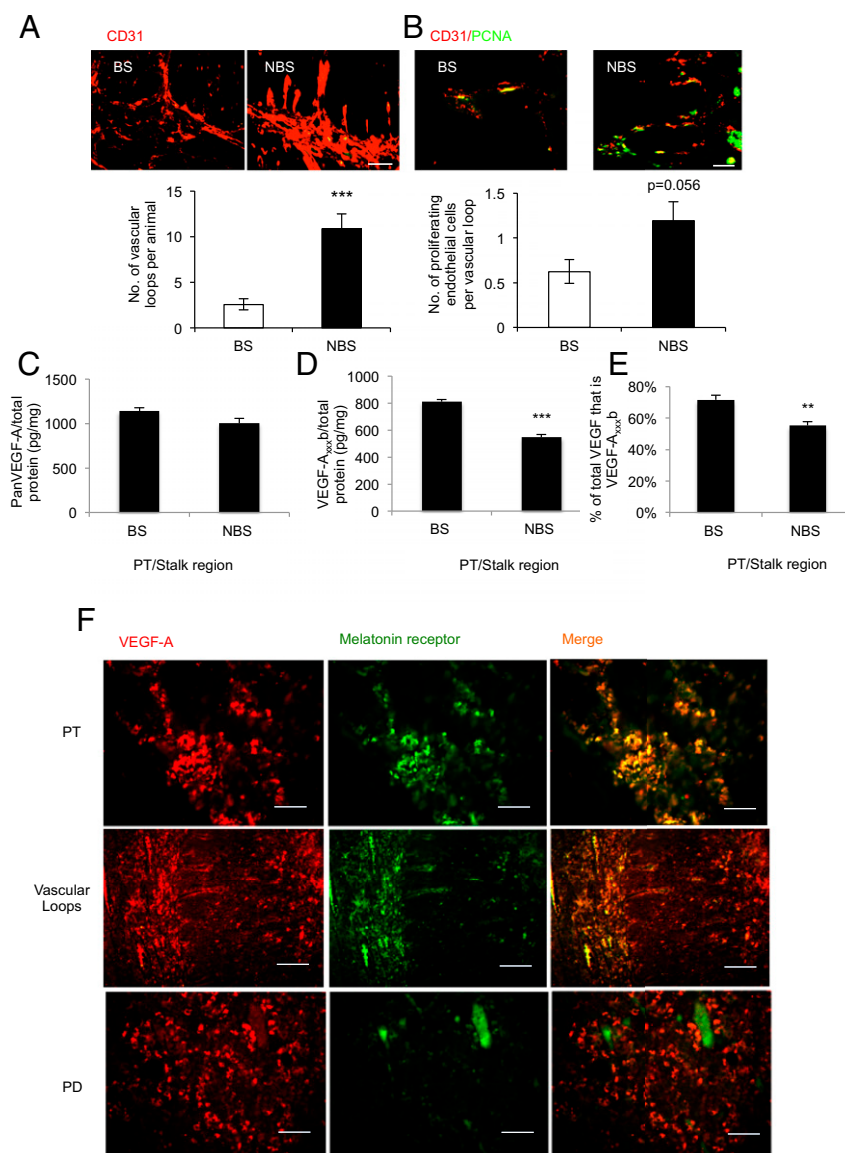 A
CD31
BS
NBS
No. of vascular
loops per animal
15
10
5
0
***
BS
NBS
B
CD31/PCNA
BS
NBS
No. of proliferating
endothelial cells
per vascular loop
1.5
1
0.5
0
p=0.056
BS
NBS
C
PanVEGF-A/total
protein (pg/mg)
1500
1000
500
0
BS
NBS
PT/Stalk region
D
VEGF-Axxxb/total
protein (pg/mg)
1000
800
600
400
200
0
***
BS
NBS
PT/Stalk region
E
% of total VEGF that is
VEGF-Axxxb
80%
60%
40%
20%
0%
**
BS
NBS
PT/Stalk region
F
VEGF-A
Melatonin receptor
Merge
PT
Vascular
Loops
PD